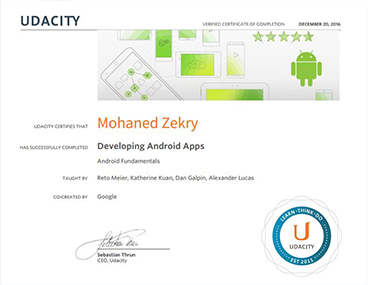 UDACITY
VERIFIED CERTIFICATE OF COMPLETION
DECEMBER 20, 2016
UDACITY CERTIFIES THAT
Mohaned Zekry
HAS SUCCESSFULLY COMPLETED
Developing Android Apps
Android Fundamentals
TAUGHT BY
Reto Meier, Katherine Kuan, Dan Galpin, Alexander Lucas
CO-CREATED BY
Google
Sebastian Thrun
CEO, Udacity
LEARN · THINK · DO
UDACITY
EST 2011